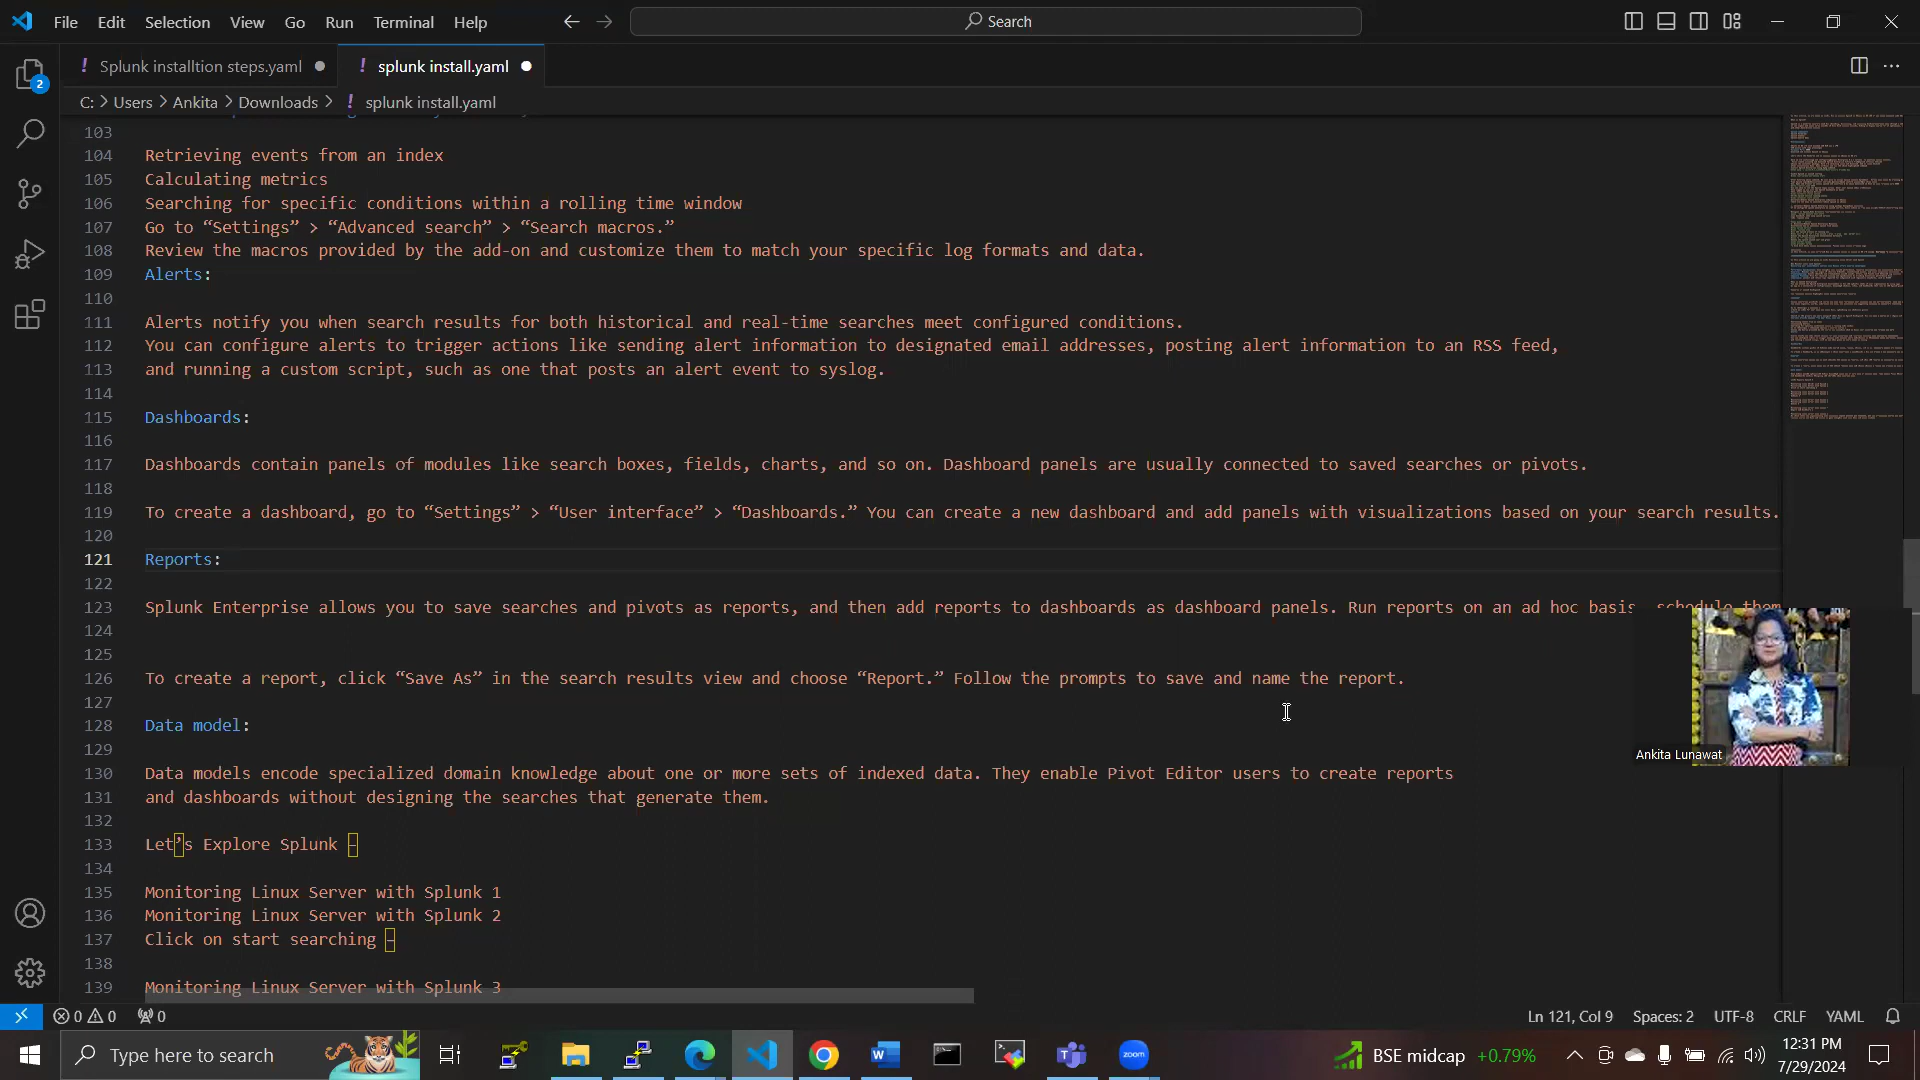 File Edit Selection View Go Run Terminal Help
Search
! Splunk installtion steps.yaml
! splunk install.yaml
C: > Users > Ankita > Downloads > ! splunk install.yaml
2
103
104 Retrieving events from an index
105 Calculating metrics
106 Searching for specific conditions within a rolling time window
107 Go to “Settings” > “Advanced search” > “Search macros.”
108 Review the macros provided by the add-on and customize them to match your specific log formats and data.
109 Alerts:
110
111 Alerts notify you when search results for both historical and real-time searches meet configured conditions.
112 You can configure alerts to trigger actions like sending alert information to designated email addresses, posting alert information to an RSS feed,
113 and running a custom script, such as one that posts an alert event to syslog.
114
115 Dashboards:
116
117 Dashboards contain panels of modules like search boxes, fields, charts, and so on. Dashboard panels are usually connected to saved searches or pivots.
118
119 To create a dashboard, go to “Settings” > “User interface” > “Dashboards.” You can create a new dashboard and add panels with visualizations based on your search results.
120
121 Reports:
122
123 Splunk Enterprise allows you to save searches and pivots as reports, and then add reports to dashboards as dashboard panels. Run reports on an ad hoc basis, schedule them
124
125
126 To create a report, click “Save As” in the search results view and choose “Report.” Follow the prompts to save and name the report.
127
128 Data model:
129
130 Data models encode specialized domain knowledge about one or more sets of indexed data. They enable Pivot Editor users to create reports
131 and dashboards without designing the searches that generate them.
132
133 Let’s Explore Splunk –
134
135 Monitoring Linux Server with Splunk 1
136 Monitoring Linux Server with Splunk 2
137 Click on start searching –
138
139 Monitoring Linux Server with Splunk 3
Ankita Lunawat
0 0 0
Ln 121, Col 9 Spaces: 2 UTF-8 CRLF YAML
Type here to search
zoom
BSE midcap +0.79%
12:31 PM
7/29/2024